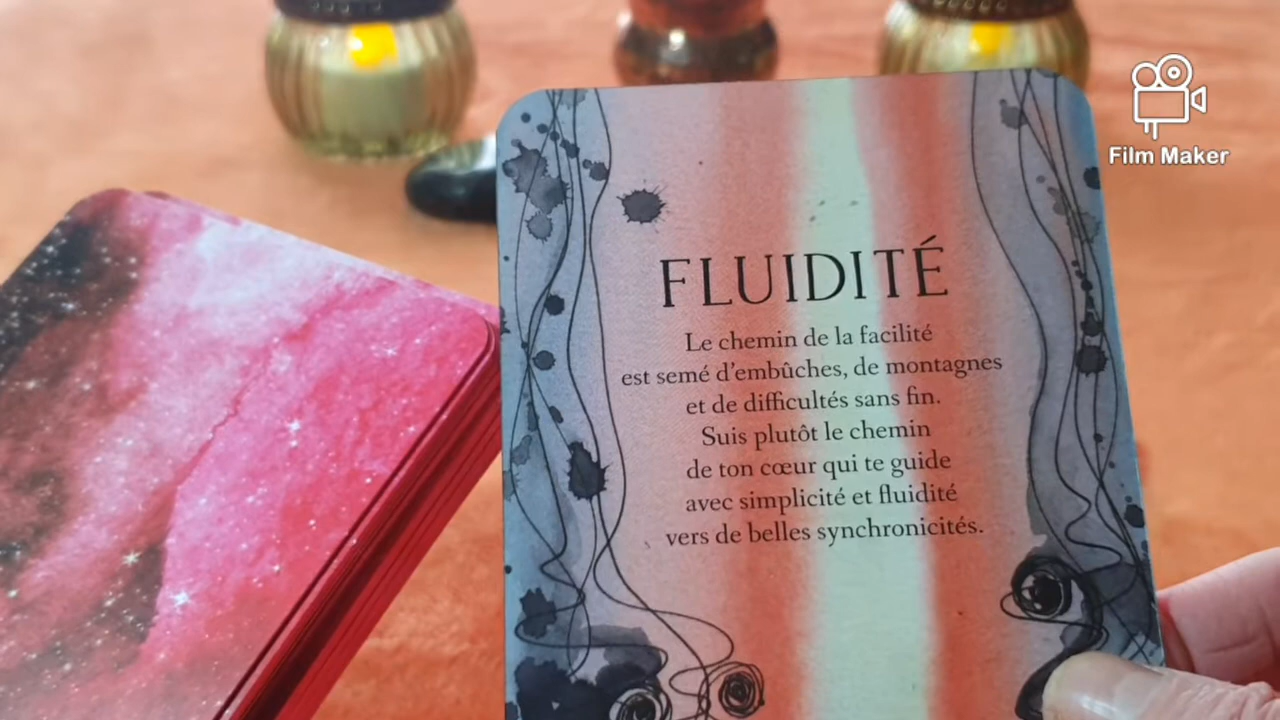 Film Maker
FLUIDITÉ
Le chemin de la facilité
est semé d'embûches, de montagnes
et de difficultés sans fin.
Suis plutôt le chemin
de ton cœur qui te guide
avec simplicité et fluidité
vers de belles synchronicités.